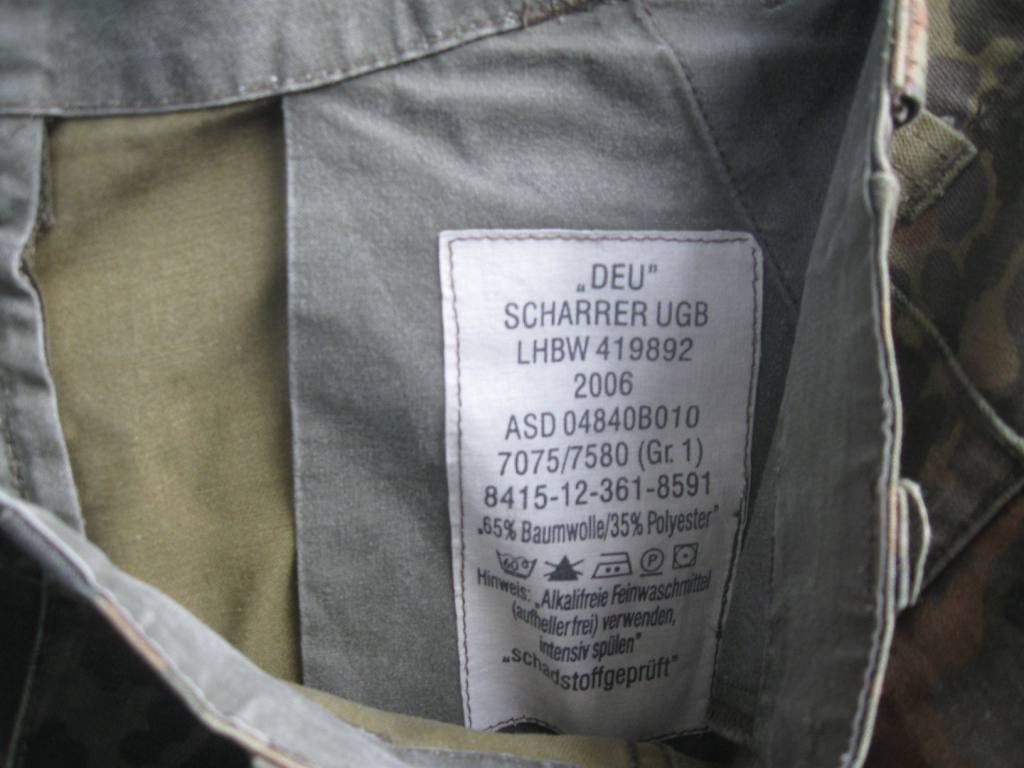 „DEU"
SCHARRER UGB
LHBW 419892
2006
ASD 04840B010
7075/7580 (Gr. 1)
8415-12-361-8591
„65% Baumwolle/35% Polyester"
60° P
Hinweis: „Alkalifreie Feinwaschmittel
(aufhellerfrei) verwenden,
intensiv spülen"
„schadstoffgeprüft"